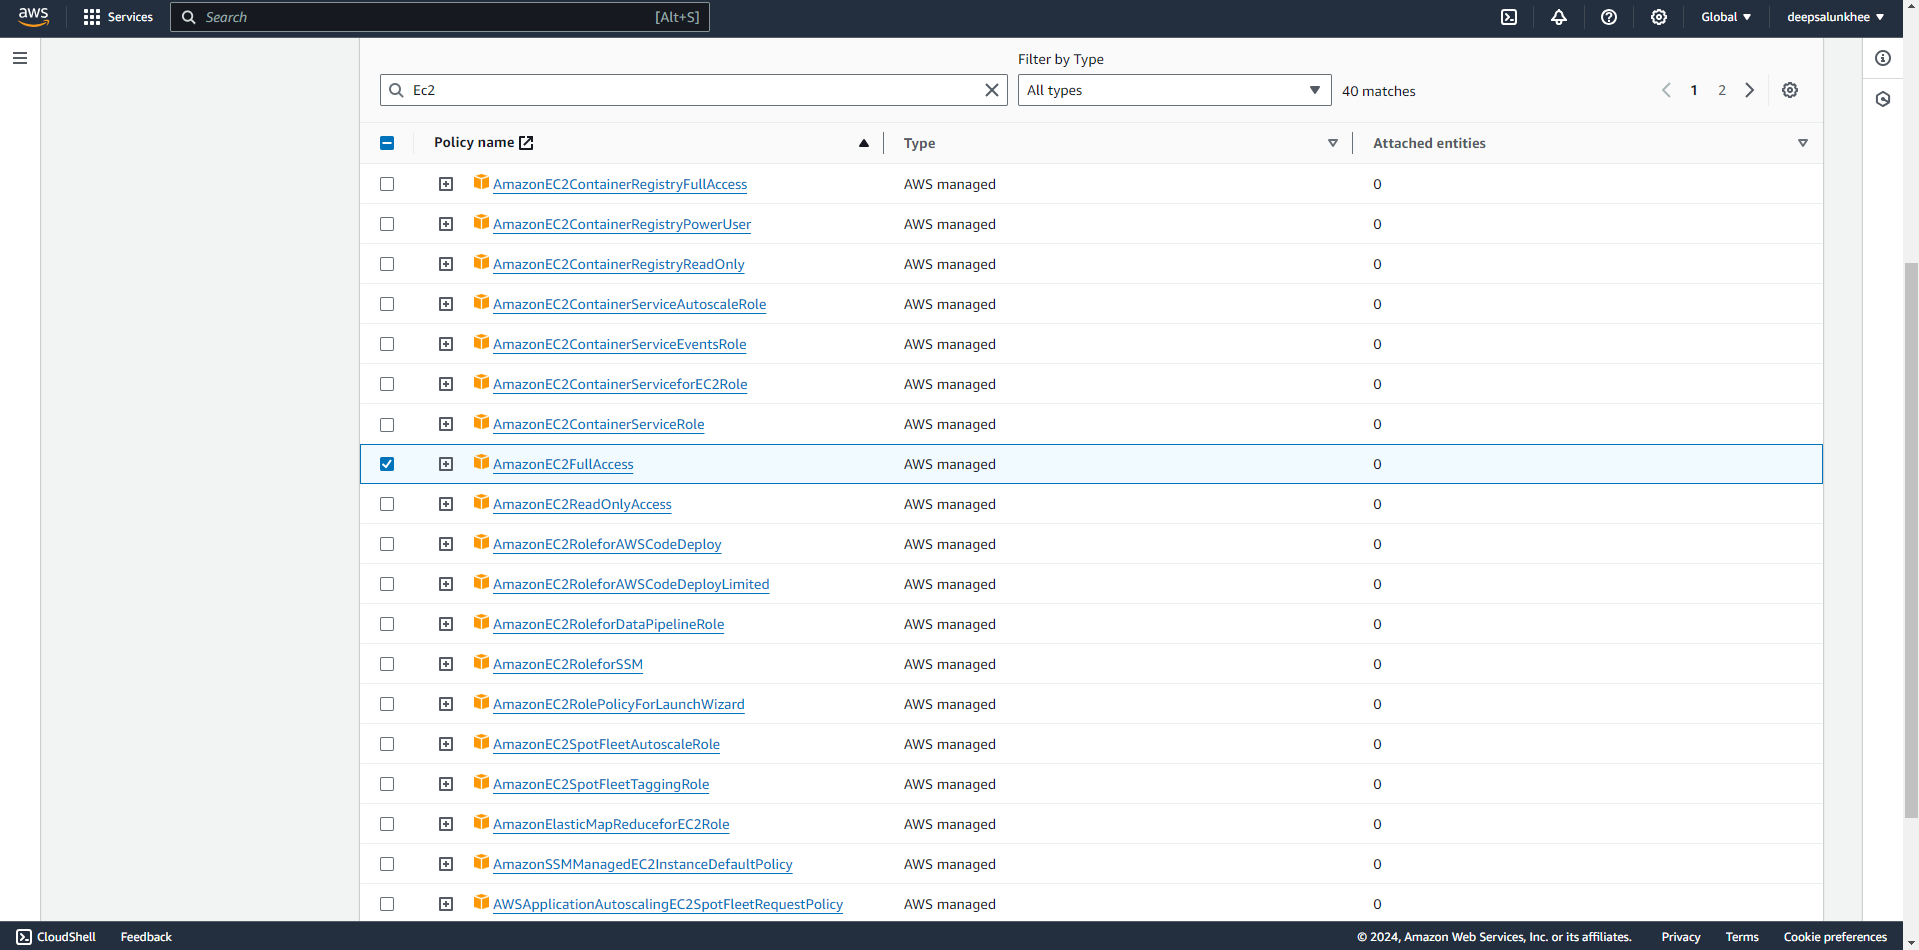 aws Services Search [Alt+S] Global deepsalunkhee
Filter by Type
Ec2 All types 40 matches 1 2
Policy name Type Attached entities
AmazonEC2ContainerRegistryFullAccess AWS managed 0
AmazonEC2ContainerRegistryPowerUser AWS managed 0
AmazonEC2ContainerRegistryReadOnly AWS managed 0
AmazonEC2ContainerServiceAutoscaleRole AWS managed 0
AmazonEC2ContainerServiceEventsRole AWS managed 0
AmazonEC2ContainerServiceforEC2Role AWS managed 0
AmazonEC2ContainerServiceRole AWS managed 0
AmazonEC2FullAccess AWS managed 0
AmazonEC2ReadOnlyAccess AWS managed 0
AmazonEC2RoleforAWSCodeDeploy AWS managed 0
AmazonEC2RoleforAWSCodeDeployLimited AWS managed 0
AmazonEC2RoleforDataPipelineRole AWS managed 0
AmazonEC2RoleforSSM AWS managed 0
AmazonEC2RolePolicyForLaunchWizard AWS managed 0
AmazonEC2SpotFleetAutoscaleRole AWS managed 0
AmazonEC2SpotFleetTaggingRole AWS managed 0
AmazonElasticMapReduceforEC2Role AWS managed 0
AmazonSSMManagedEC2InstanceDefaultPolicy AWS managed 0
AWSApplicationAutoscalingEC2SpotFleetRequestPolicy AWS managed 0
CloudShell Feedback © 2024, Amazon Web Services, Inc. or its affiliates. Privacy Terms Cookie preferences